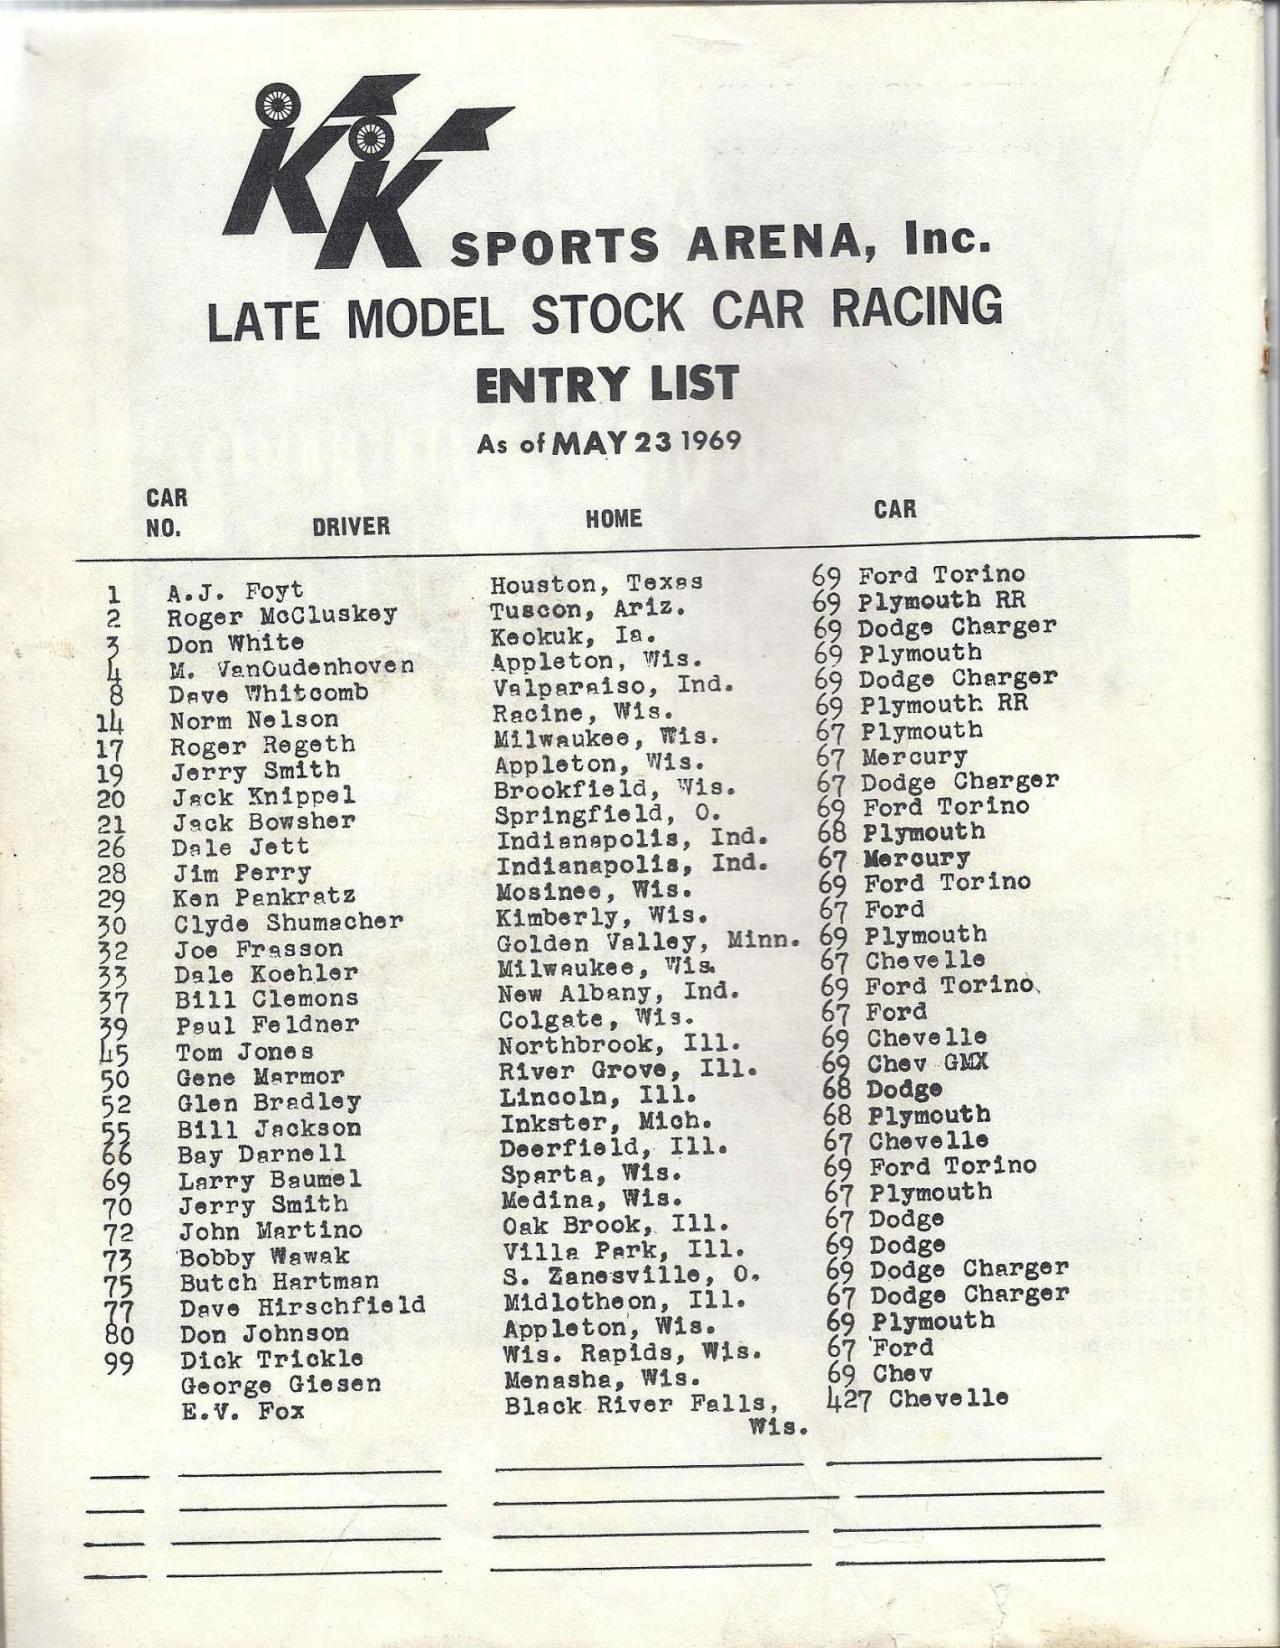 KK SPORTS ARENA, Inc.
LATE MODEL STOCK CAR RACING
ENTRY LIST
As of MAY 23 1969
CAR NO. DRIVER HOME CAR
1 A.J. Foyt Houston, Texas 69 Ford Torino
2 Roger McCluskey Tuscon, Ariz. 69 Plymouth RR
3 Don White Keokuk, Ia. 69 Dodge Charger
4 M. VanOudenhoven Appleton, Wis. 69 Plymouth
8 Dave Whitcomb Valparaiso, Ind. 69 Dodge Charger
14 Norm Nelson Racine, Wis. 69 Plymouth RR
17 Roger Regeth Milwaukee, Wis. 67 Plymouth
19 Jerry Smith Appleton, Wis. 67 Mercury
20 Jack Knippel Brookfield, Wis. 67 Dodge Charger
21 Jack Bowsher Springfield, O. 69 Ford Torino
26 Dale Jett Indianapolis, Ind. 68 Plymouth
28 Jim Perry Indianapolis, Ind. 67 Mercury
29 Ken Pankratz Mosinee, Wis. 69 Ford Torino
30 Clyde Shumacher Kimberly, Wis. 67 Ford
32 Joe Frasson Golden Valley, Minn. 69 Plymouth
33 Dale Koehler Milwaukee, Wis. 67 Chevelle
37 Bill Clemons New Albany, Ind. 69 Ford Torino
39 Paul Feldner Colgate, Wis. 67 Ford
45 Tom Jones Northbrook, Ill. 69 Chevelle
50 Gene Marmor River Grove, Ill. 69 Chev GMX
52 Glen Bradley Lincoln, Ill. 68 Dodge
55 Bill Jackson Inkster, Mich. 68 Plymouth
66 Bay Darnell Deerfield, Ill. 67 Chevelle
69 Larry Baumel Sparta, Wis. 69 Ford Torino
70 Jerry Smith Medina, Wis. 67 Plymouth
72 John Martino Oak Brook, Ill. 67 Dodge
73 Bobby Wawak Villa Park, Ill. 69 Dodge
75 Butch Hartman S. Zanesville, O. 69 Dodge Charger
77 Dave Hirschfield Midlotheon, Ill. 67 Dodge Charger
80 Don Johnson Appleton, Wis. 69 Plymouth
99 Dick Trickle Wis. Rapids, Wis. 67 Ford
George Giesen Menasha, Wis. 69 Chev
E.V. Fox Black River Falls, 427 Chevelle
Wis.